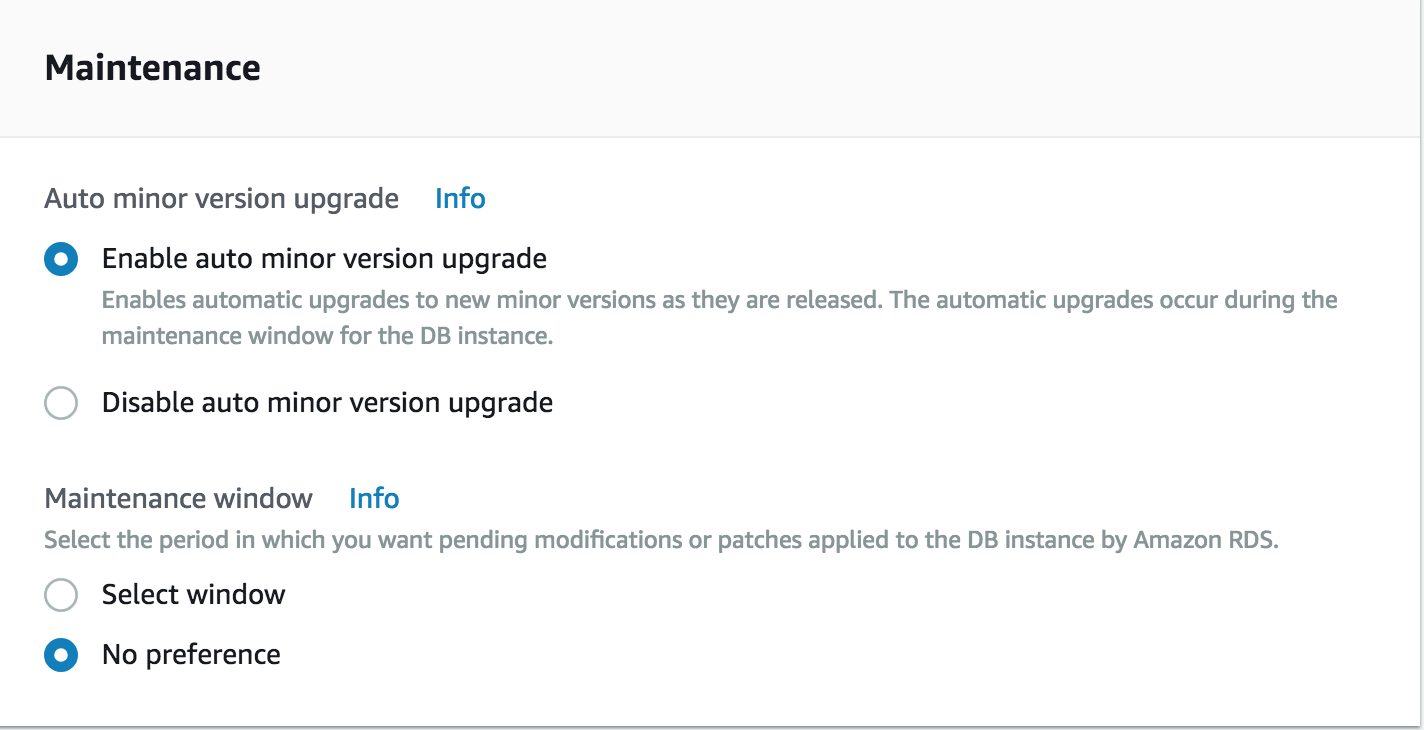 Maintenance
Auto minor version upgrade Info
Enable auto minor version upgrade
Enables automatic upgrades to new minor versions as they are released. The automatic upgrades occur during the
maintenance window for the DB instance.
Disable auto minor version upgrade
Maintenance window Info
Select the period in which you want pending modifications or patches applied to the DB instance by Amazon RDS.
Select window
No preference